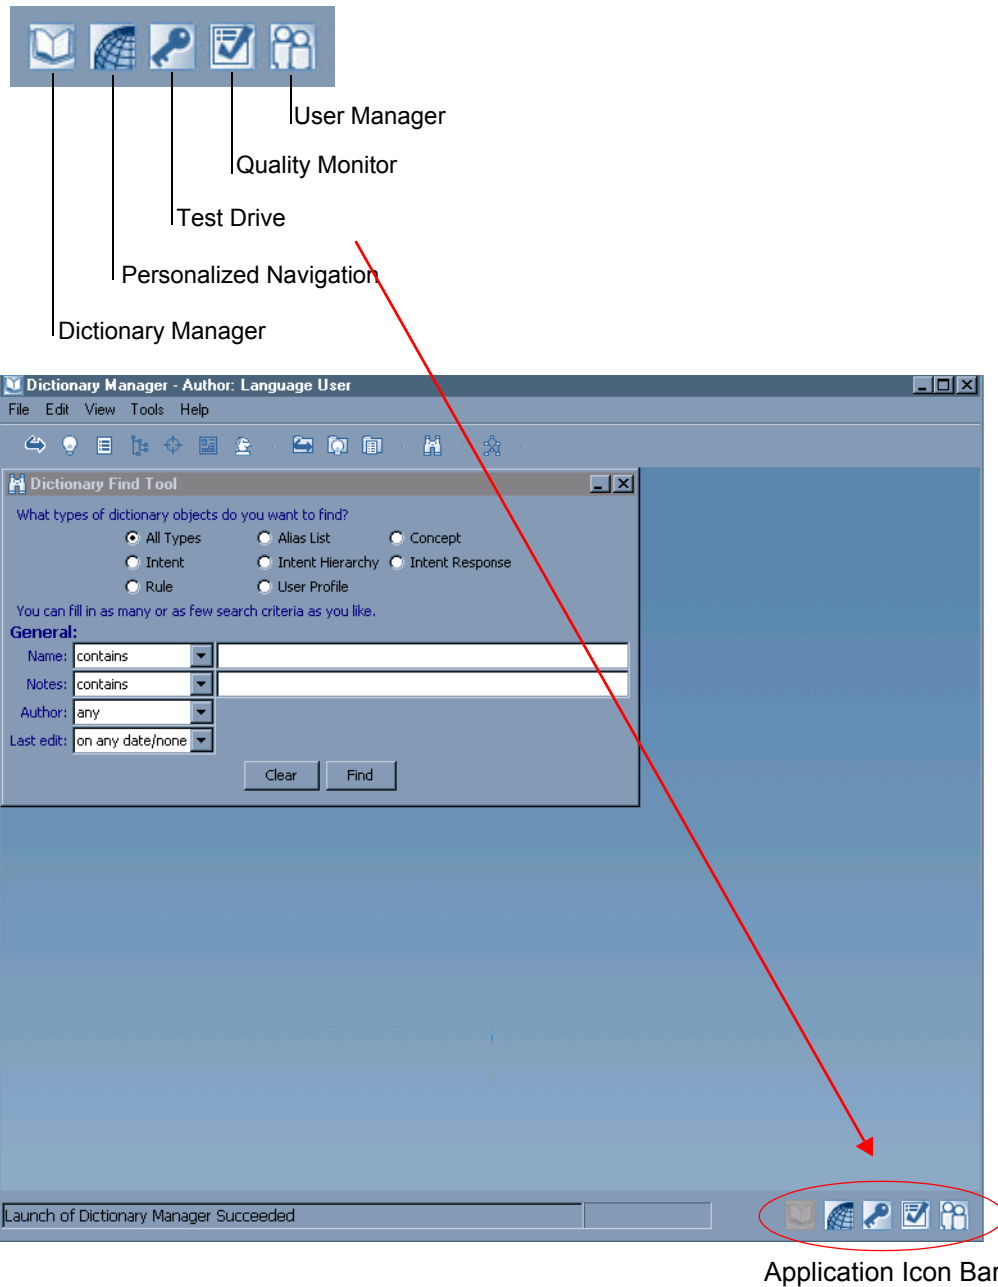 User Manager
Quality Monitor
Test Drive
Personalized Navigation
Dictionary Manager
Dictionary Manager - Author: Language User
File Edit View Tools Help
Dictionary Find Tool
What types of dictionary objects do you want to find?
All Types Alias List Concept
Intent Intent Hierarchy Intent Response
Rule User Profile
You can fill in as many or as few search criteria as you like.
General:
Name: contains
Notes: contains
Author: any
Last edit: on any date/none
Clear Find
Launch of Dictionary Manager Succeeded
Application Icon Bar